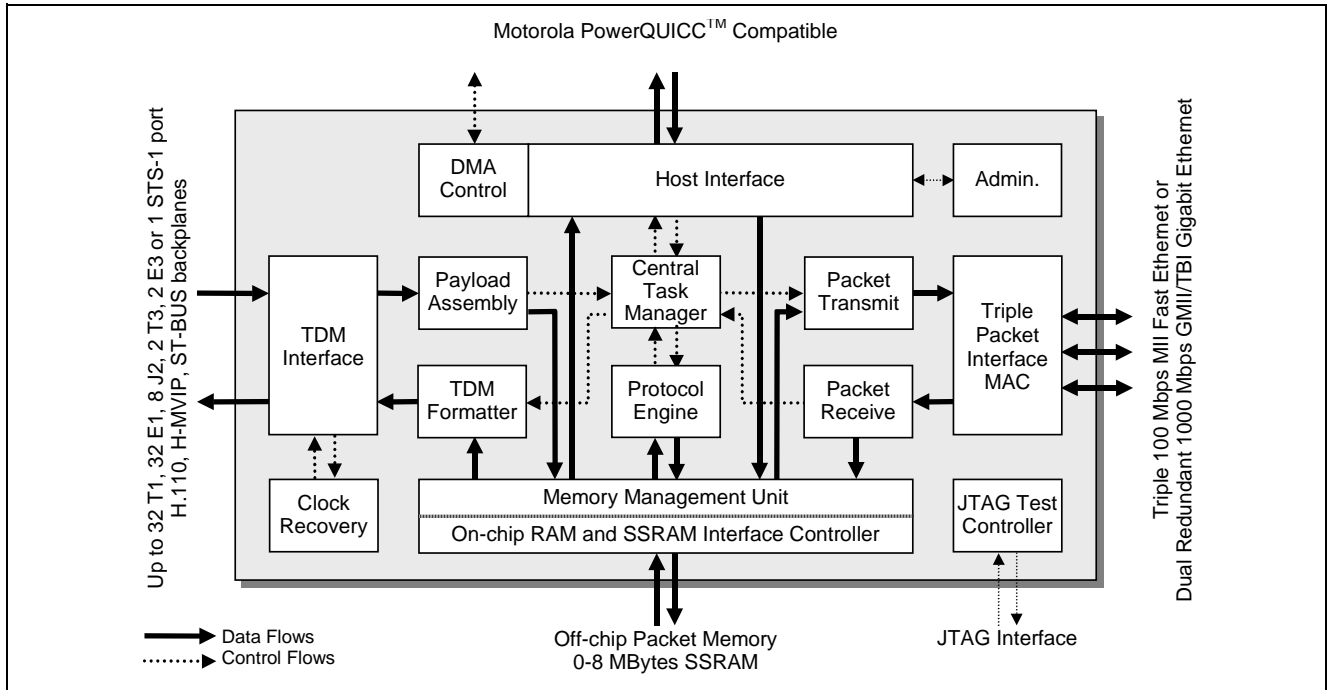 Motorola PowerQUICC™ Compatible
Up to 32 T1, 32 E1, 8 J2, 2 T3, 2 E3 or 1 STS-1 port
H.110, H-MVIP, ST-BUS backplanes
DMA
Control
Host Interface
Admin.
TDM
Interface
Payload
Assembly
Central
Task
Manager
Packet
Transmit
Triple
Packet
Interface
MAC
TDM
Formatter
Protocol
Engine
Packet
Receive
Clock
Recovery
Memory Management Unit
On-chip RAM and SSRAM Interface Controller
JTAG Test
Controller
Triple 100 Mbps MII Fast Ethernet or
Dual Redundant 1000 Mbps GMII/TBI Gigabit Ethernet
Data Flows
Control Flows
Off-chip Packet Memory
0-8 MBytes SSRAM
JTAG Interface